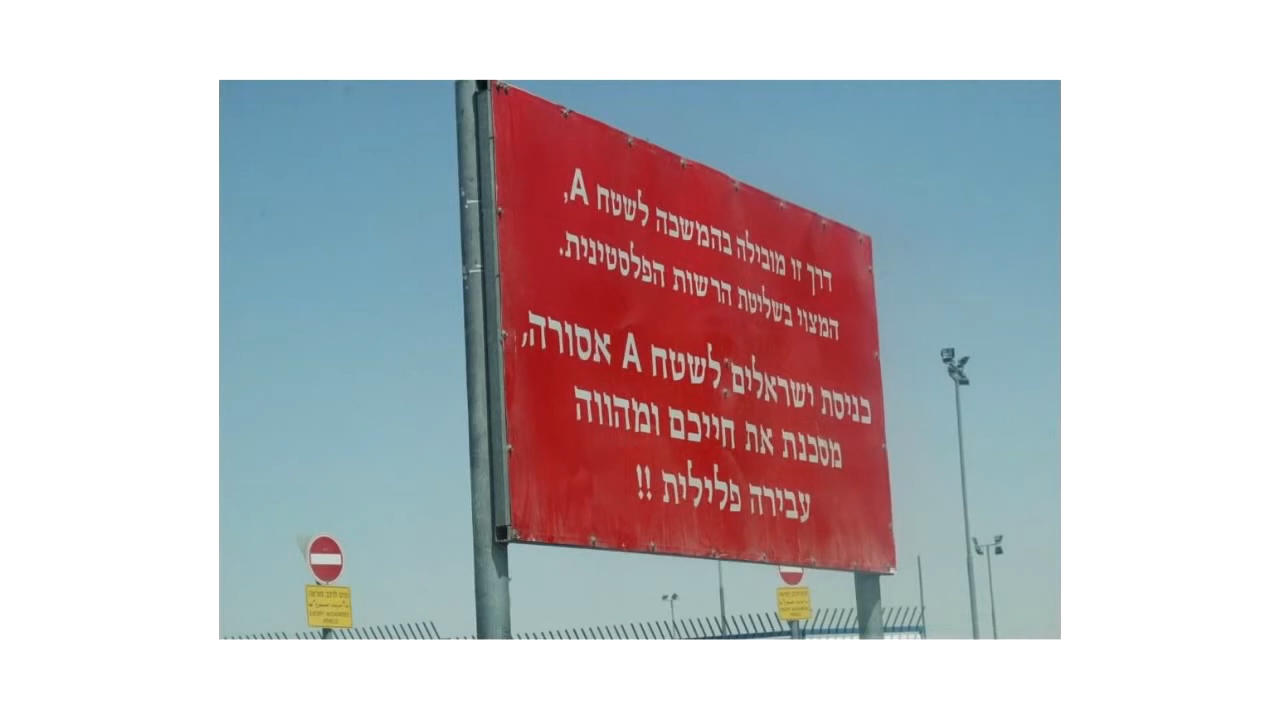 דרך זו מובילה בהמשכה לשטח A,
המצוי בשליטת הרשות הפלסטינית.
כניסת ישראלים לשטח A אסורה,
מסכנת את חייכם ומהווה
עבירה פלילית !!